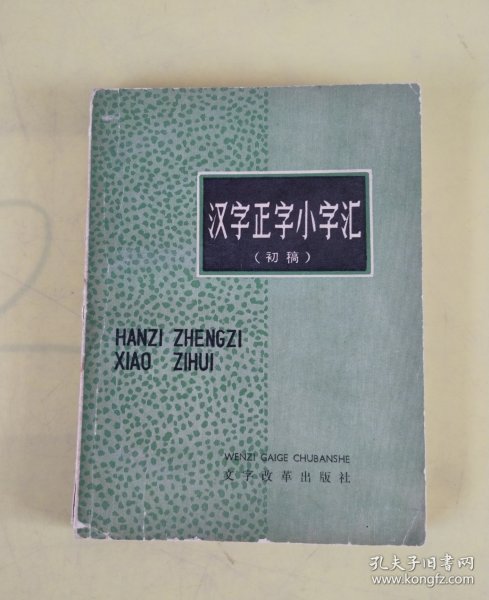 汉字正字小字汇
（初稿）
HANZI ZHENGZI
XIAO ZIHUI
WENZI GAIGE CHUBANSHE
文字改革出版社
孔夫子旧书网
www.kongfz.com